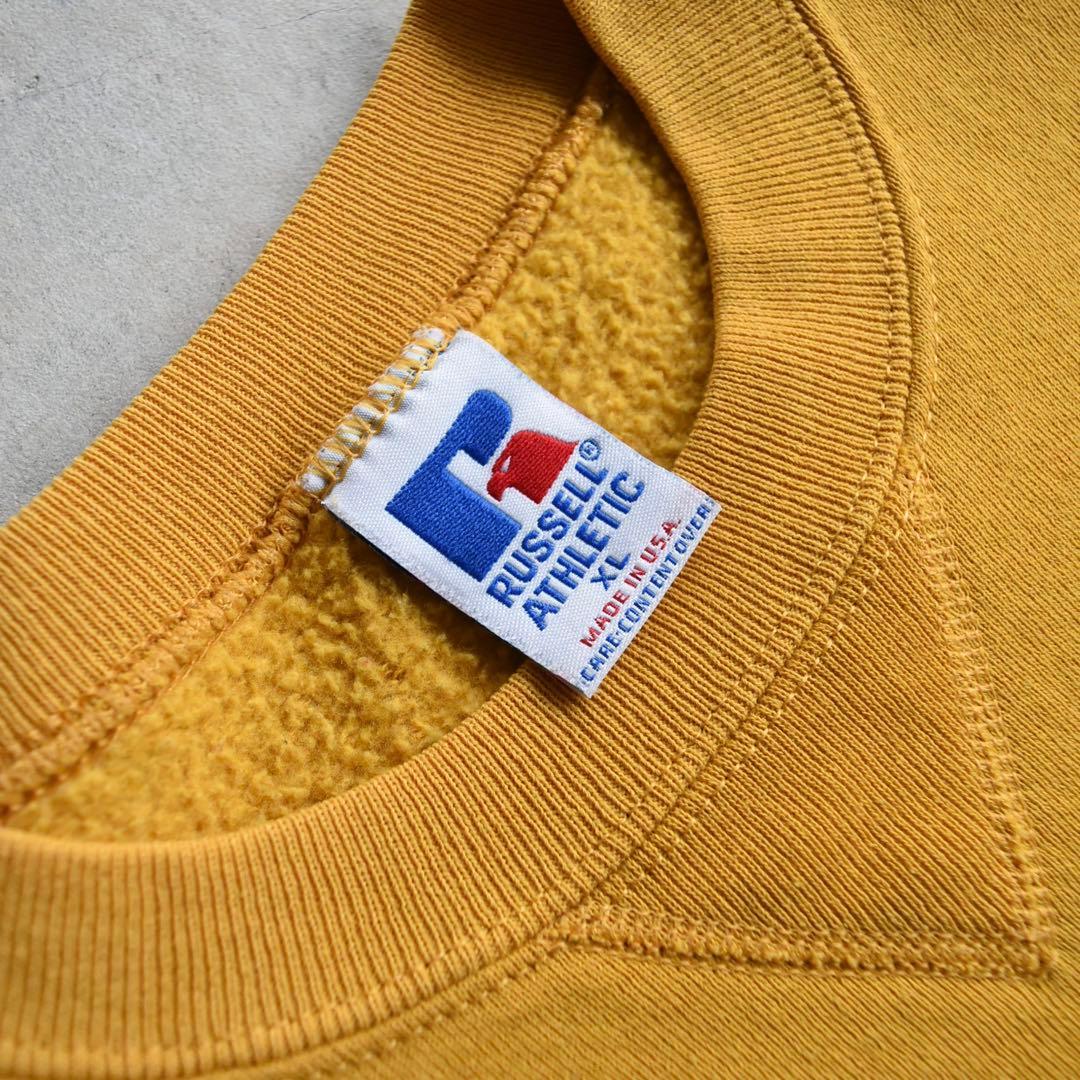 RUSSELL®
ATHLETIC
XL
MADE IN U.S.A.
CARE·CONTENT OVER